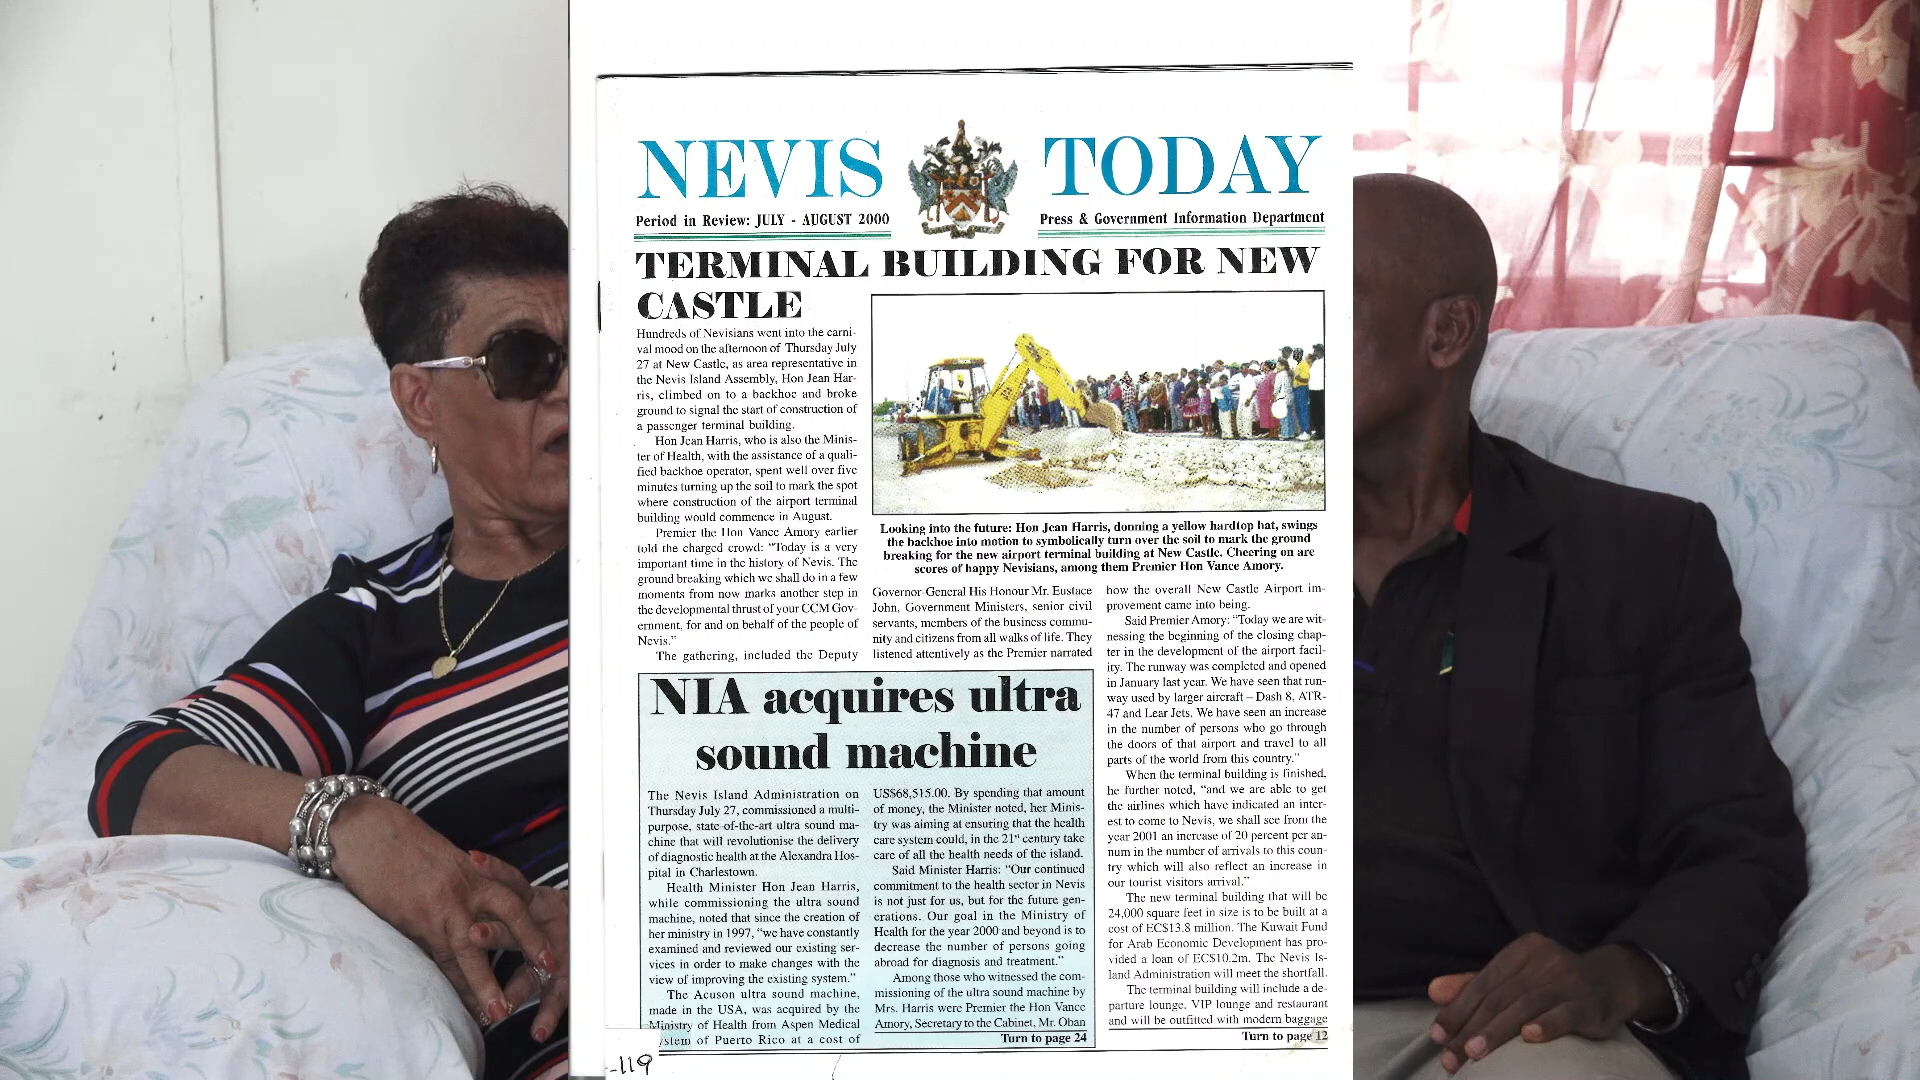 NEVIS TODAY
Period in Review: JULY - AUGUST 2000
Press & Government Information Department
TERMINAL BUILDING FOR NEW
CASTLE
Hundreds of Nevisians went into the carni-
val mood on the afternoon of Thursday July
27 at New Castle, as area representative in
the Nevis Island Assembly, Hon Jean Har-
ris, climbed on to a backhoe and broke
ground to signal the start of construction of
a passenger terminal building.
Hon Jean Harris, who is also the Minis-
ter of Health, with the assistance of a quali-
fied backhoe operator, spent well over five
minutes turning up the soil to mark the spot
where construction of the airport terminal
building would commence in August.
Premier the Hon Vance Amory earlier
told the charged crowd: “Today is a very
important time in the history of Nevis. The
ground breaking which we shall do in a few
moments from now marks another step in
the developmental thrust of your CCM Gov-
ernment, for and on behalf of the people of
Nevis.”
The gathering, included the Deputy
Looking into the future: Hon Jean Harris, donning a yellow hardtop hat, swings
the backhoe into motion to symbolically turn over the soil to mark the ground
breaking for the new airport terminal building at New Castle. Cheering on are
scores of happy Nevisians, among them Premier Hon Vance Amory.
Governor-General His Honour Mr. Eustace
John, Government Ministers, senior civil
servants, members of the business commu-
nity and citizens from all walks of life. They
listened attentively as the Premier narrated
how the overall New Castle Airport im-
provement came into being.
Said Premier Amory: “Today we are wit-
nessing the beginning of the closing chap-
ter in the development of the airport facil-
ity. The runway was completed and opened
in January last year. We have seen that run-
way used by larger aircraft – Dash 8, ATR-
47 and Lear Jets. We have seen an increase
in the number of persons who go through
the doors of that airport and travel to all
parts of the world from this country.”
When the terminal building is finished,
he further noted, “and we are able to get
the airlines which have indicated an inter-
est to come to Nevis, we shall see from the
year 2001 an increase of 20 percent per an-
num in the number of arrivals to this coun-
try which will also reflect an increase in
our tourist visitors arrival.”
The new terminal building that will be
24,000 square feet in size is to be built at a
cost of EC$13.8 million. The Kuwait Fund
for Arab Economic Development has pro-
vided a loan of EC$10.2m. The Nevis Is-
land Administration will meet the shortfall.
The terminal building will include a de-
parture lounge, VIP lounge and restaurant
and will be outfitted with modern baggage
Turn to page 12
NIA acquires ultra
sound machine
The Nevis Island Administration on
Thursday July 27, commissioned a multi-
purpose, state-of-the-art ultra sound ma-
chine that will revolutionise the delivery
of diagnostic health at the Alexandra Hos-
pital in Charlestown.
Health Minister Hon Jean Harris,
while commissioning the ultra sound
machine, noted that since the creation of
her ministry in 1997, “we have constantly
examined and reviewed our existing ser-
vices in order to make changes with the
view of improving the existing system.”
The Acuson ultra sound machine,
made in the USA, was acquired by the
Ministry of Health from Aspen Medical
ystem of Puerto Rico at a cost of
US$68,515.00. By spending that amount
of money, the Minister noted, her Minis-
try was aiming at ensuring that the health
care system could, in the 21st century take
care of all the health needs of the island.
Said Minister Harris: “Our continued
commitment to the health sector in Nevis
is not just for us, but for the future gen-
erations. Our goal in the Ministry of
Health for the year 2000 and beyond is to
decrease the number of persons going
abroad for diagnosis and treatment.”
Among those who witnessed the com-
missioning of the ultra sound machine by
Mrs. Harris were Premier the Hon Vance
Amory, Secretary to the Cabinet, Mr. Oban
Turn to page 24
-119